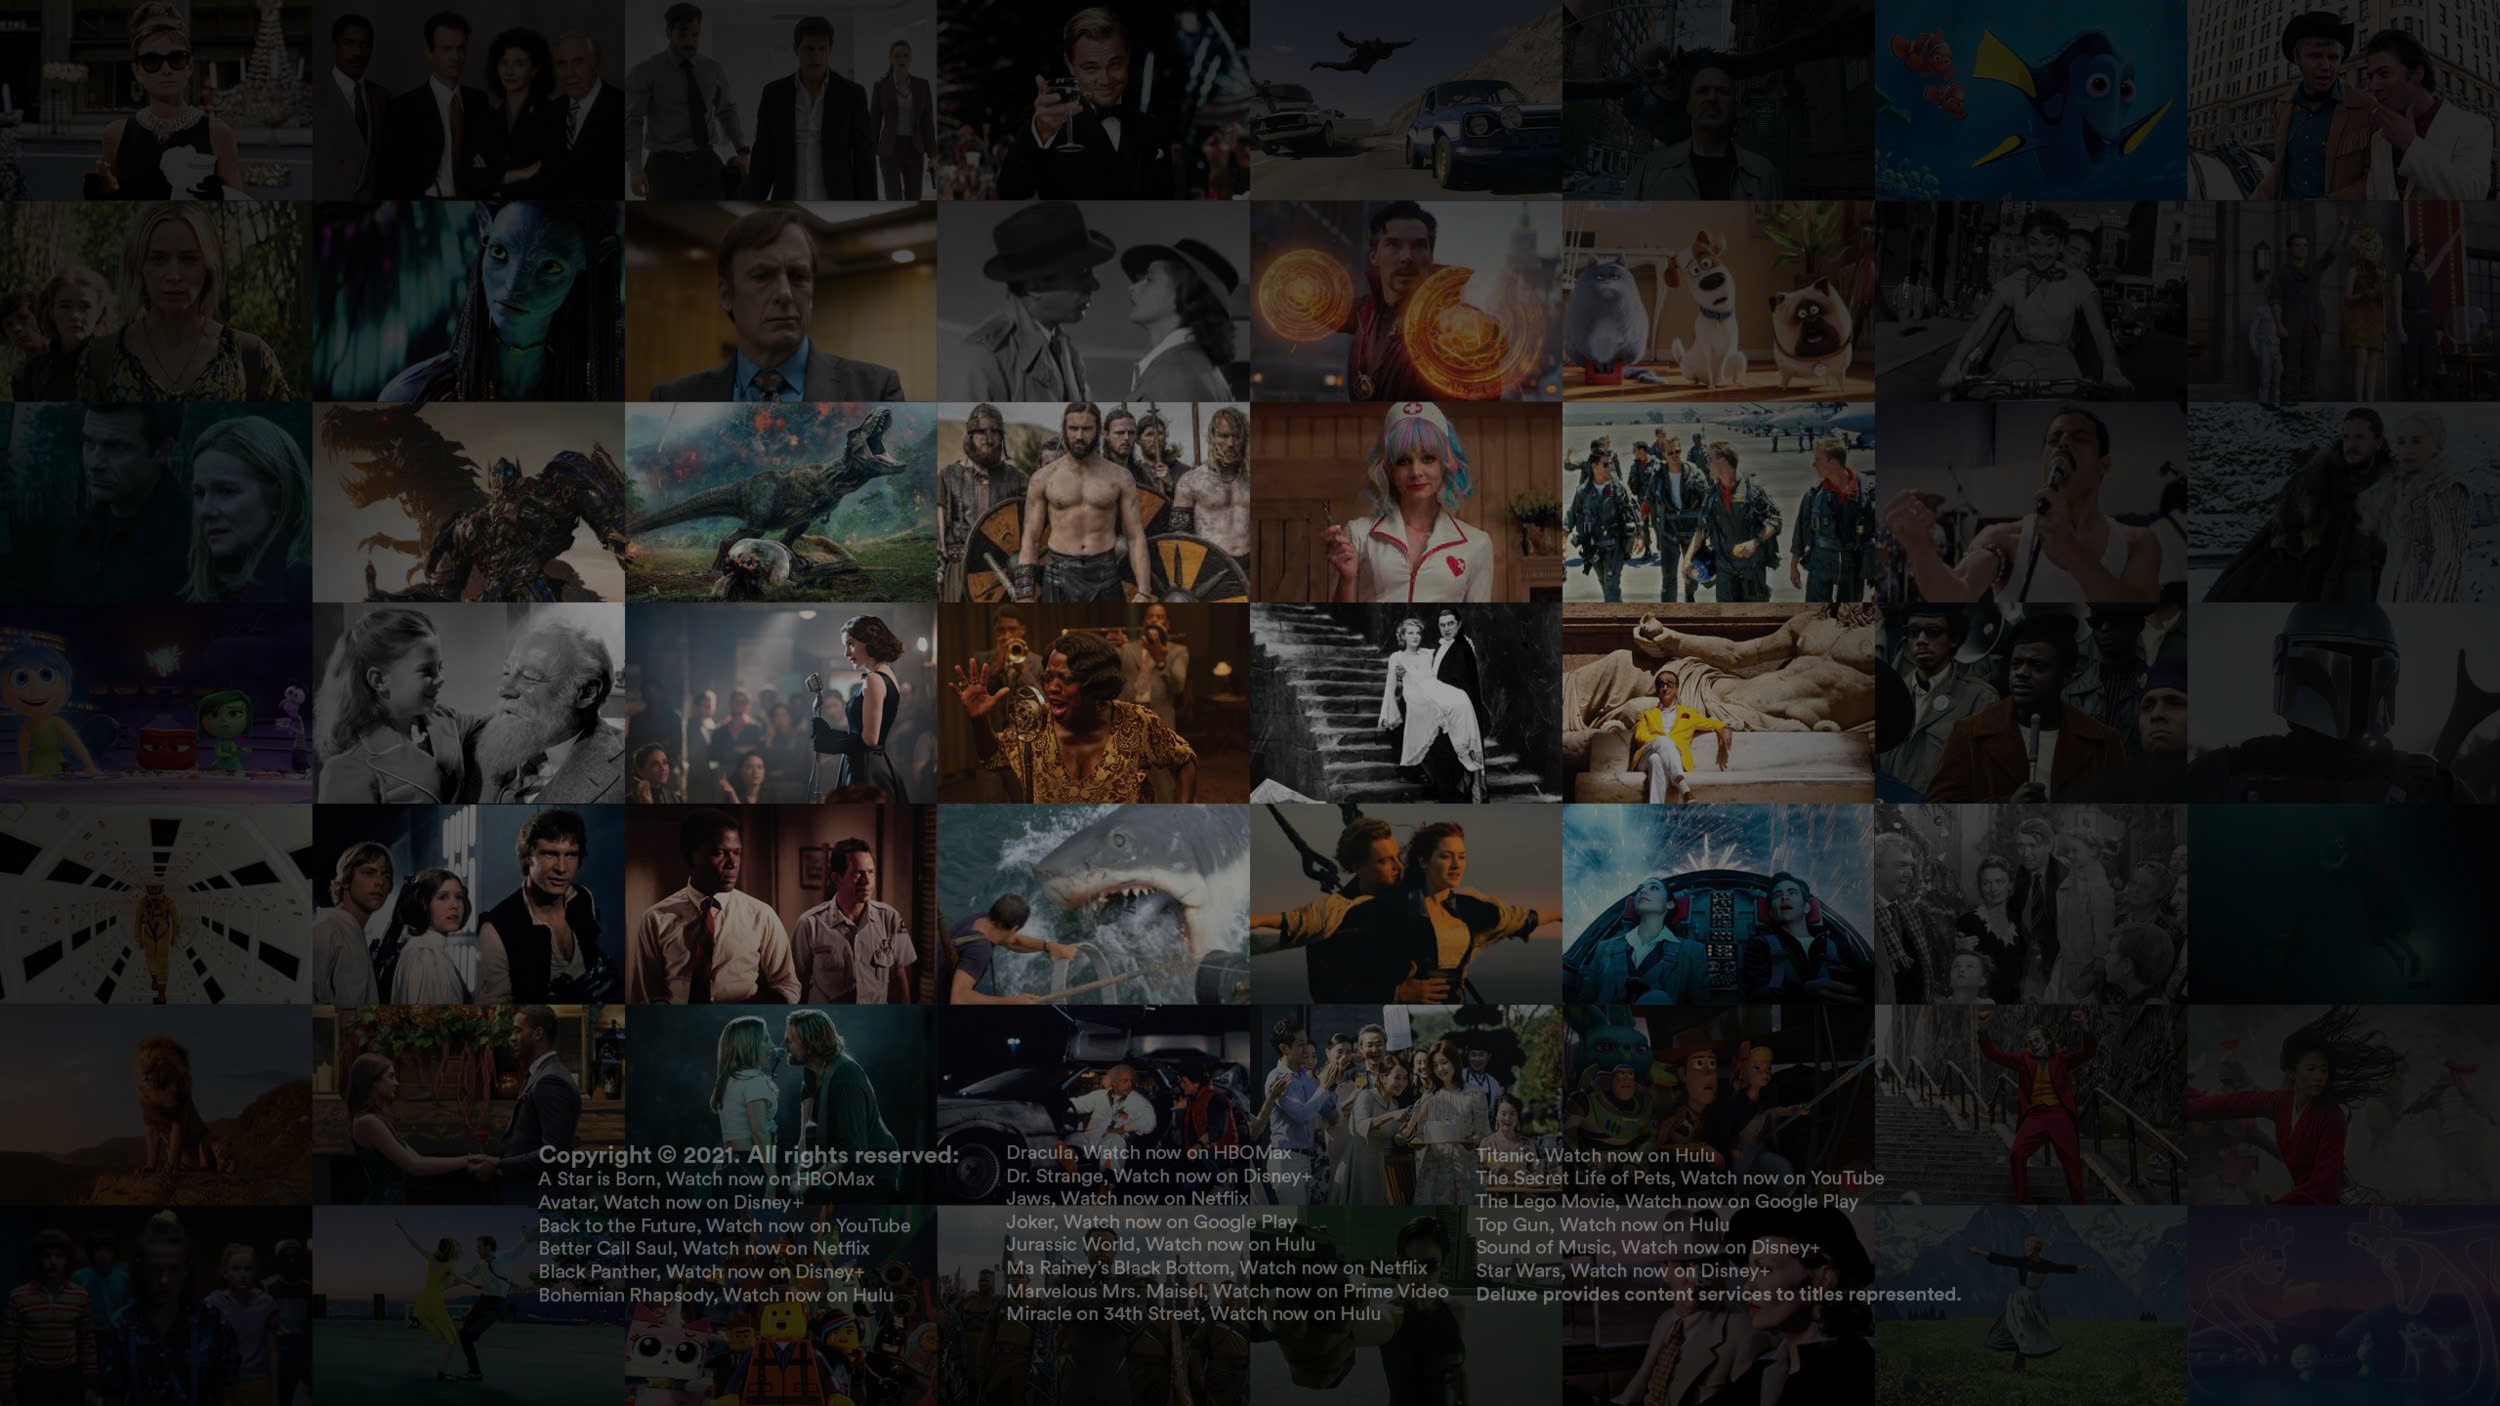 Copyright © 2021. All rights reserved:
A Star is Born, Watch now on HBOMax
Avatar, Watch now on Disney+
Back to the Future, Watch now on YouTube
Better Call Saul, Watch now on Netflix
Black Panther, Watch now on Disney+
Bohemian Rhapsody, Watch now on Hulu
Dracula, Watch now on HBOMax
Dr. Strange, Watch now on Disney+
Jaws, Watch now on Netflix
Joker, Watch now on Google Play
Jurassic World, Watch now on Hulu
Ma Rainey's Black Bottom, Watch now on Netflix
Marvelous Mrs. Maisel, Watch now on Prime Video
Miracle on 34th Street, Watch now on Hulu
Titanic, Watch now on Hulu
The Secret Life of Pets, Watch now on YouTube
The Lego Movie, Watch now on Google Play
Top Gun, Watch now on Hulu
Sound of Music, Watch now on Disney+
Star Wars, Watch now on Disney+
Deluxe provides content services to titles represented.